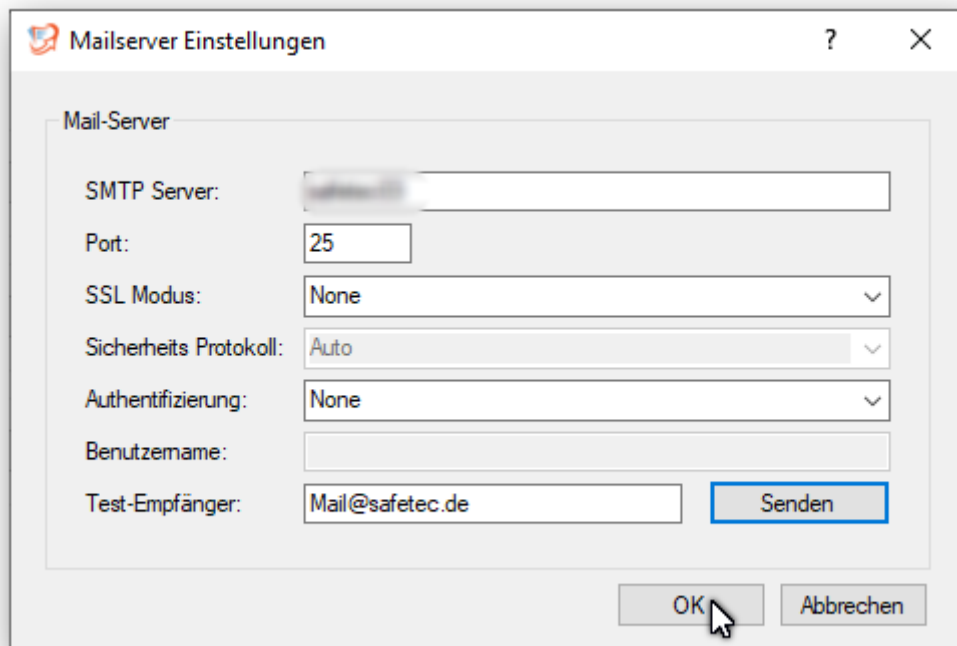 Mailserver Einstellungen
Mail-Server
SMTP Server:
Port: 25
SSL Modus: None
Sicherheits Protokoll: Auto
Authentifizierung: None
Benutzername:
Test-Empfänger: Mail@safetec.de Senden
OK Abbrechen